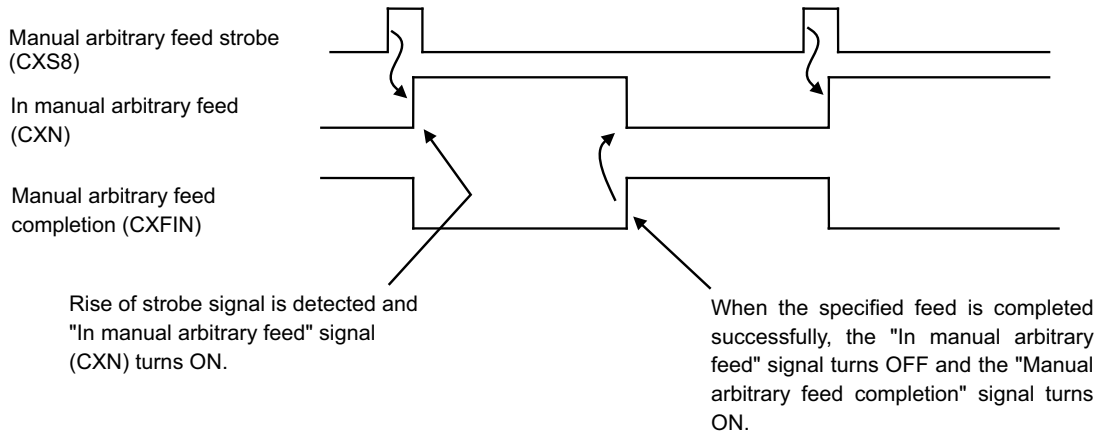 Manual arbitrary feed strobe
(CXS8)
In manual arbitrary feed
(CXN)
Manual arbitrary feed
completion (CXFIN)
Rise of strobe signal is detected and
"In manual arbitrary feed" signal
(CXN) turns ON.
When the specified feed is completed
successfully, the "In manual arbitrary
feed" signal turns OFF and the "Manual
arbitrary feed completion" signal turns
ON.